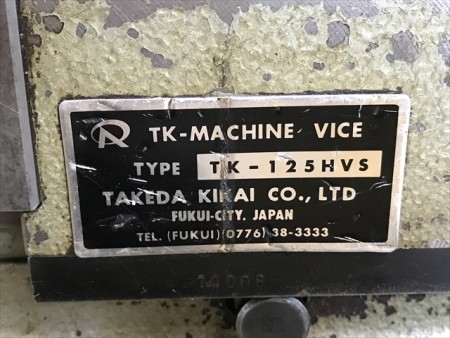 TK-MACHINE VICE
TYPE TK-125HVS
TAKEDA KIKAI CO., LTD
FUKUI-CITY. JAPAN
TEL. (FUKUI) (0776) 38-3333